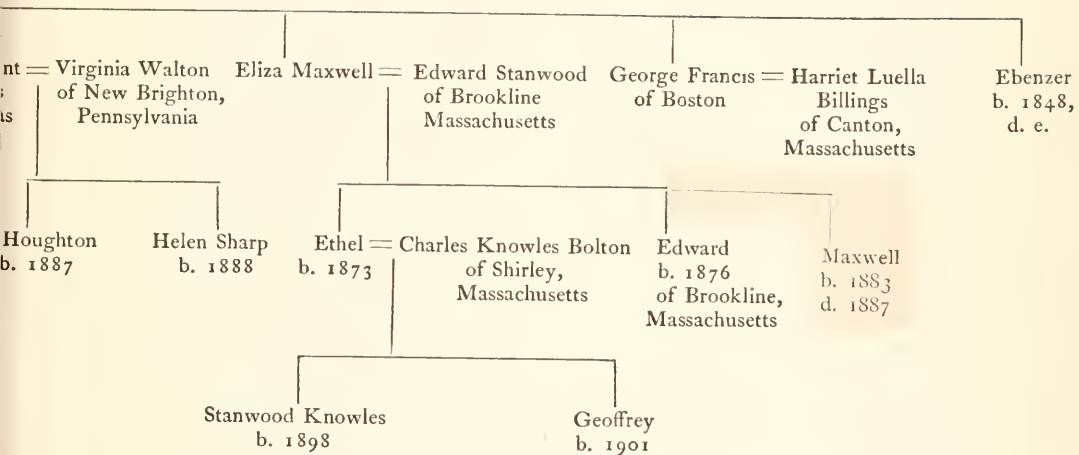 nt = Virginia Walton
of New Brighton,
Pennsylvania
Eliza Maxwell = Edward Stanwood
of Brookline
Massachusetts
George Francis = Harriet Luella
of Boston
Billings
of Canton,
Massachusetts
Ebenzer
b. 1848,
d. e.
Houghton
b. 1887
Helen Sharp
b. 1888
Ethel = Charles Knowles Bolton
b. 1873
of Shirley,
Massachusetts
Edward
b. 1876
of Brookline,
Massachusetts
Maxwell
b. 1883
d. 1887
Stanwood Knowles
b. 1898
Geoffrey
b. 1901